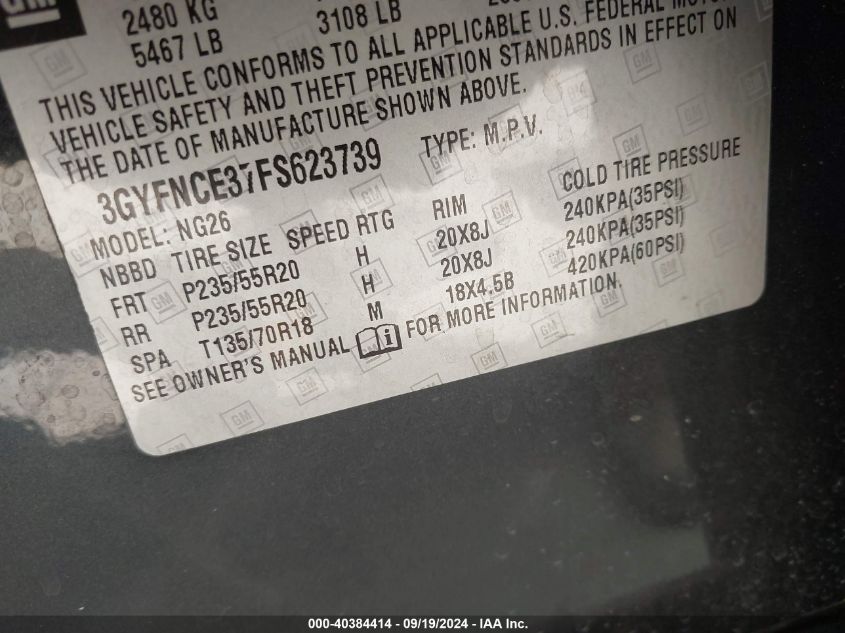 GM
2480 KG
5467 LB 3108 LB
THIS VEHICLE CONFORMS TO ALL APPLICABLE U.S. FEDERAL
VEHICLE SAFETY AND THEFT PREVENTION STANDARDS IN EFFECT ON
THE DATE OF MANUFACTURE SHOWN ABOVE.
3GYFNCE37FS623739 TYPE: M.P.V.
MODEL: NG26
NBBD TIRE SIZE SPEED RTG RIM COLD TIRE PRESSURE
FRT P235/55R20 H 20X8J 240KPA(35PSI)
RR P235/55R20 H 20X8J 240KPA(35PSI)
SPA T135/70R18 M 18X4.5B 420KPA(60PSI)
SEE OWNER'S MANUAL FOR MORE INFORMATION.
000-40384414 - 09/19/2024 - IAA Inc.